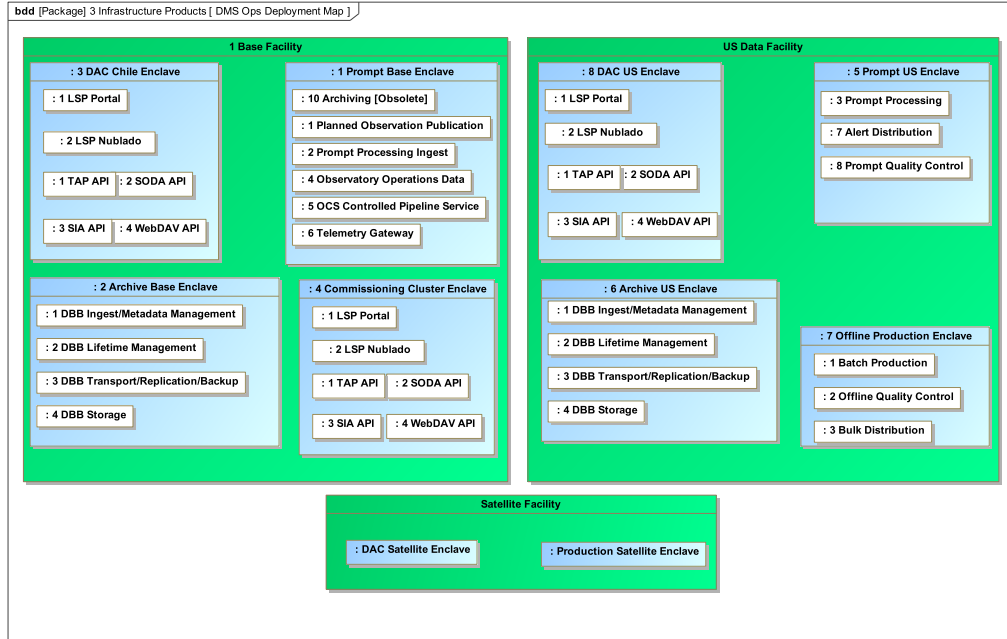 bdd [Package] 3 Infrastructure Products [ DMS Ops Deployment Map ]
1 Base Facility
: 3 DAC Chile Enclave
: 1 LSP Portal
: 2 LSP Nublado
: 1 TAP API
: 2 SODA API
: 3 SIA API
: 4 WebDAV API
: 1 Prompt Base Enclave
: 10 Archiving [Obsolete]
: 1 Planned Observation Publication
: 2 Prompt Processing Ingest
: 4 Observatory Operations Data
: 5 OCS Controlled Pipeline Service
: 6 Telemetry Gateway
: 2 Archive Base Enclave
: 1 DBB Ingest/Metadata Management
: 2 DBB Lifetime Management
: 3 DBB Transport/Replication/Backup
: 4 DBB Storage
: 4 Commissioning Cluster Enclave
: 1 LSP Portal
: 2 LSP Nublado
: 1 TAP API
: 2 SODA API
: 3 SIA API
: 4 WebDAV API
US Data Facility
: 8 DAC US Enclave
: 1 LSP Portal
: 2 LSP Nublado
: 1 TAP API
: 2 SODA API
: 3 SIA API
: 4 WebDAV API
: 5 Prompt US Enclave
: 3 Prompt Processing
: 7 Alert Distribution
: 8 Prompt Quality Control
: 6 Archive US Enclave
: 1 DBB Ingest/Metadata Management
: 2 DBB Lifetime Management
: 3 DBB Transport/Replication/Backup
: 4 DBB Storage
: 7 Offline Production Enclave
: 1 Batch Production
: 2 Offline Quality Control
: 3 Bulk Distribution
Satellite Facility
: DAC Satellite Enclave
: Production Satellite Enclave